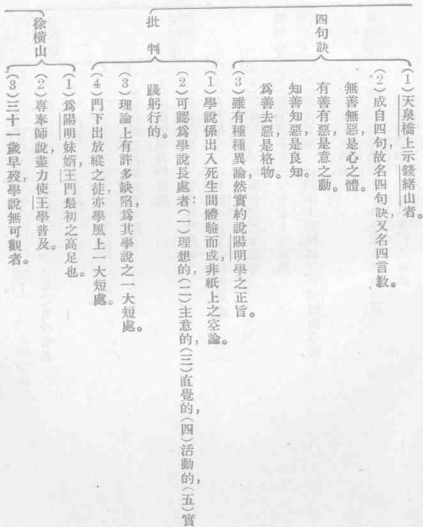 四句訣
(1)天泉橋上示錢緒山者。
(2)成自四句故名四句訣,又名四言敎。
無善無惡是心之體。
有善有惡是意之動。
知善知惡是良知。
爲善去惡是格物。
(3)雖有種種異論,然實約說陽明學之正旨。
批判
(1)學說係出入死生間體驗而成,非紙上之空論。
(2)可認爲學說長處者:(一)理想的,(二)主意的,(三)直覺的,(四)活動的,(五)實
踐躬行的。
(3)理論上有許多缺陷,爲其學說之一大短處。
(4)門下出放縱之徒,亦學風上一大短處。
徐橫山
(1)爲陽明妹婿,王門最初之高足也。
(2)專奉師說,盡力使王學普及。
(3)三十一歲早歿,學說無可觀者。